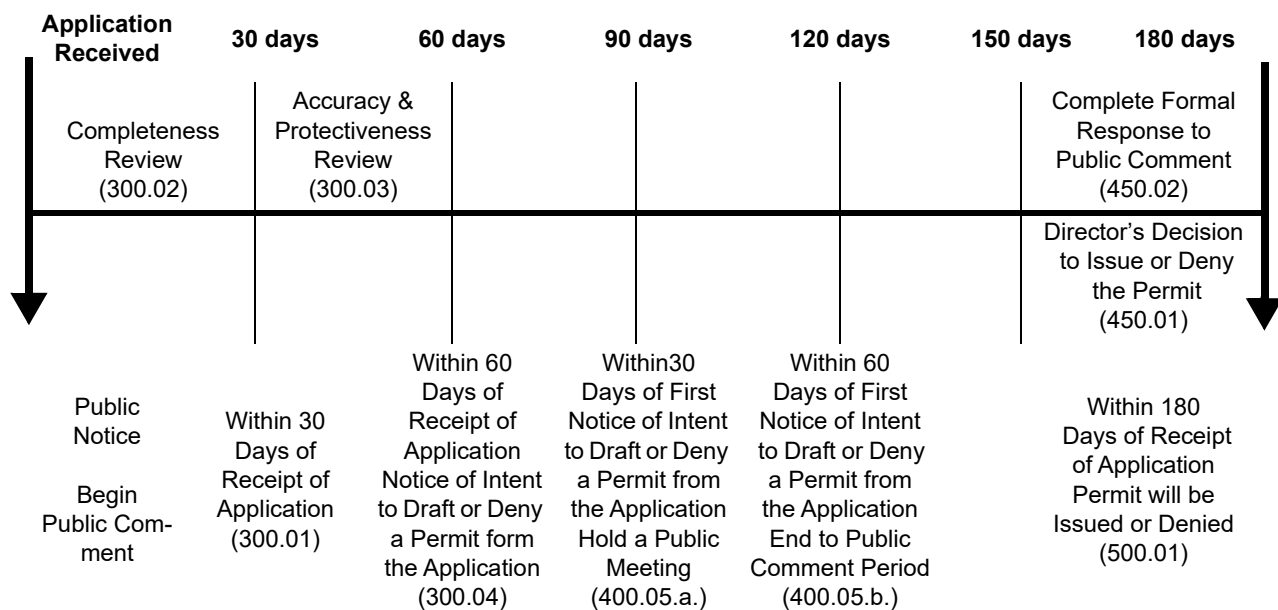 Application
Received
30 days
60 days
90 days
120 days
150 days
180 days
Completeness
Review
(300.02)
Accuracy &
Protectiveness
Review
(300.03)
Complete Formal
Response to
Public Comment
(450.02)
Director's Decision
to Issue or Deny
the Permit
(450.01)
Public
Notice
Begin
Public Com-
ment
Within 30
Days of
Receipt of
Application
(300.01)
Within 60
Days of
Receipt of
Application
Notice of Intent
to Draft or Deny
a Permit form
the Application
(300.04)
Within30
Days of First
Notice of Intent
to Draft or Deny
a Permit from
the Application
Hold a Public
Meeting
(400.05.a.)
Within 60
Days of First
Notice of Intent
to Draft or Deny
a Permit from
the Application
End to Public
Comment Period
(400.05.b.)
Within 180
Days of Receipt
of Application
Permit will be
Issued or Denied
(500.01)